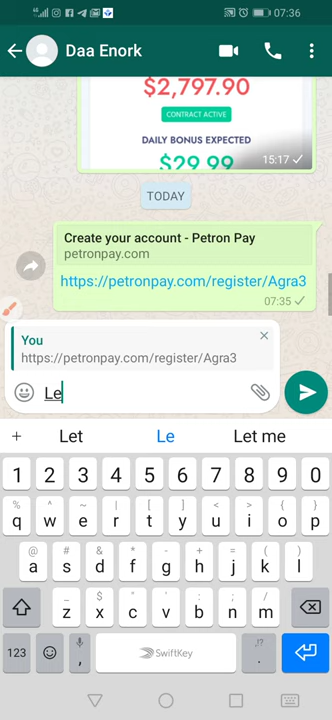 07:36
Daa Enork
$2,797.90
CONTRACT ACTIVE
DAILY BONUS EXPECTED
$29.99
15:17
TODAY
Create your account - Petron Pay
petronpay.com
https://petronpay.com/register/Agra3
07:35
You
https://petronpay.com/register/Agra3
Le
+ Let Le Let me
1 2 3 4 5 6 7 8 9 0
% ^ ~ | [ ] < > { }
q w e r t y u i o p
@ # & * - + = ( )
a s d f g h j k l
_ $ " ' : ; /
z x c v b n m
123 , SwiftKey ,!? .